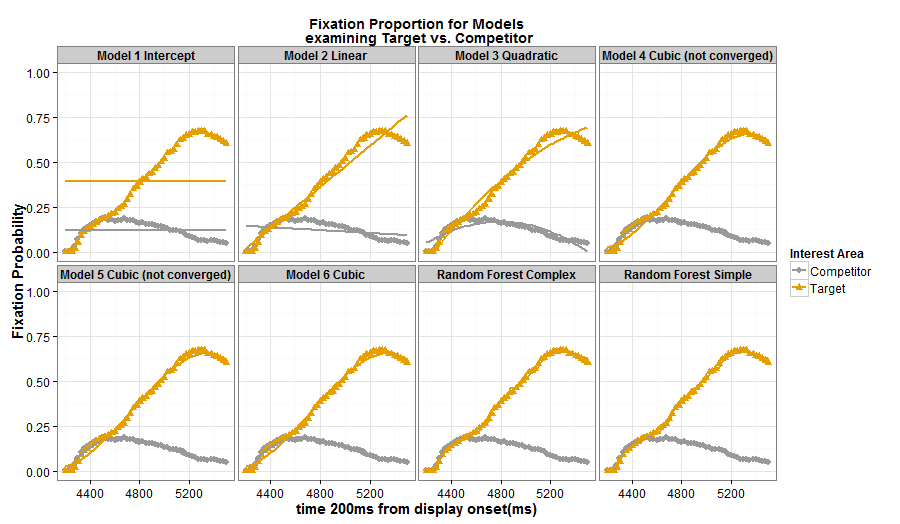 Fixation Proportion for Models
examining Target vs. Competitor
Model 1 Intercept
Model 2 Linear
Model 3 Quadratic
Model 4 Cubic (not converged)
1.00
0.75
0.50
0.25
0.00
Model 5 Cubic (not converged)
Model 6 Cubic
Random Forest Complex
Random Forest Simple
1.00
0.75
0.50
0.25
0.00
4400 4800 5200
4400 4800 5200
4400 4800 5200
4400 4800 5200
time 200ms from display onset(ms)
Fixation Probability
Interest Area
Competitor
Target